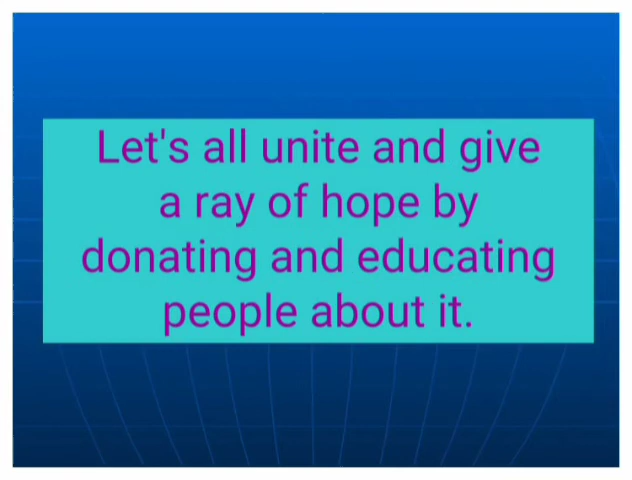 Let's all unite and give
a ray of hope by
donating and educating
people about it.